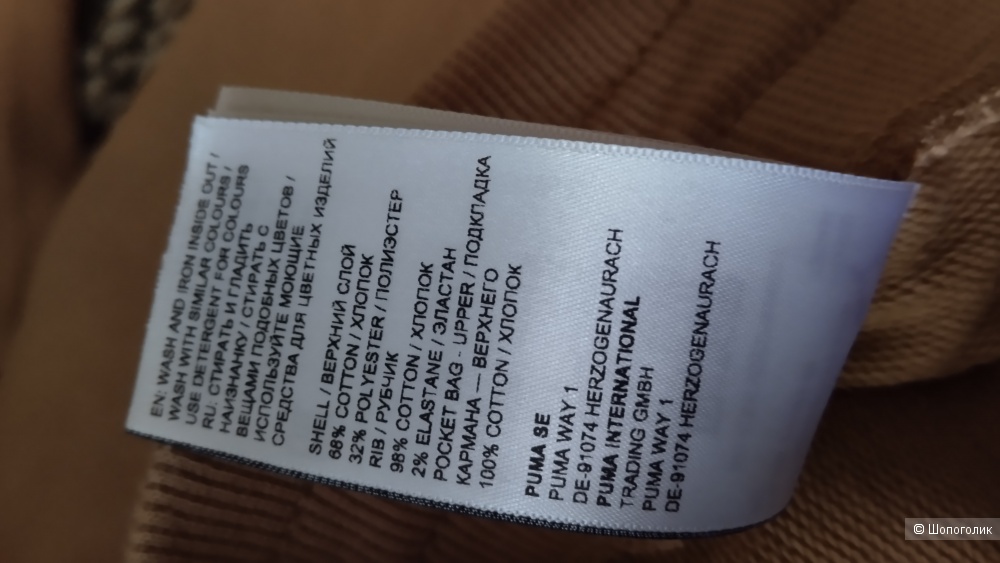 EN: WASH AND IRON INSIDE OUT /
WASH WITH SIMILAR COLOURS /
USE DETERGENT FOR COLOURS
RU: СТИРАТЬ И ГЛАДИТЬ
НАИЗНАНКУ / СТИРАТЬ С
ВЕЩАМИ ПОДОБНЫХ ЦВЕТОВ /
ИСПОЛЬЗУЙТЕ МОЮЩИЕ
СРЕДСТВА ДЛЯ ЦВЕТНЫХ ИЗДЕЛИЙ
SHELL / ВЕРХНИЙ СЛОЙ
68% COTTON / ХЛОПОК
32% POLYESTER / ПОЛИЭСТЕР
RIB / РУБЧИК
98% COTTON / ХЛОПОК
2% ELASTANE / ЭЛАСТАН
POCKET BAG - UPPER / ПОДКЛАДКА
КАРМАНА — ВЕРХНЕГО
100% COTTON / ХЛОПОК
PUMA SE
PUMA WAY 1
DE-91074 HERZOGENAURACH
PUMA INTERNATIONAL
TRADING GMBH
PUMA WAY 1
DE-91074 HERZOGENAURACH
© Шопоголик